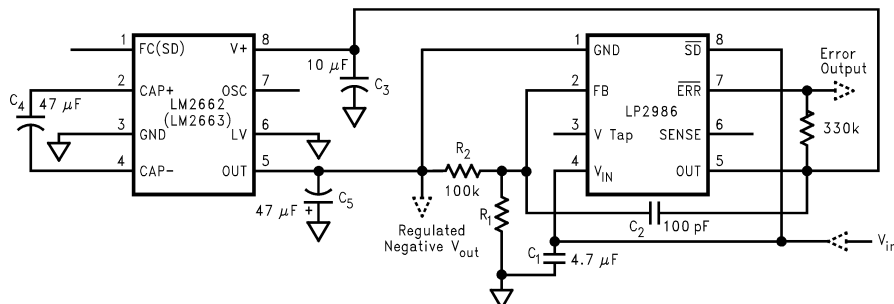 1 FC(SD) V+ 8
2 CAP+ OSC 7
LM2662
(LM2663)
3 GND LV 6
4 CAP- OUT 5
C4 47 µF
10 µF C3
47 µF + C5
R2
100k
R1
Regulated
Negative Vout
1 GND SD 8
2 FB ERR 7
LP2986
3 V Tap SENSE 6
4 VIN OUT 5
Error
Output
330k
C2 100 pF
C1 4.7 µF
Vin